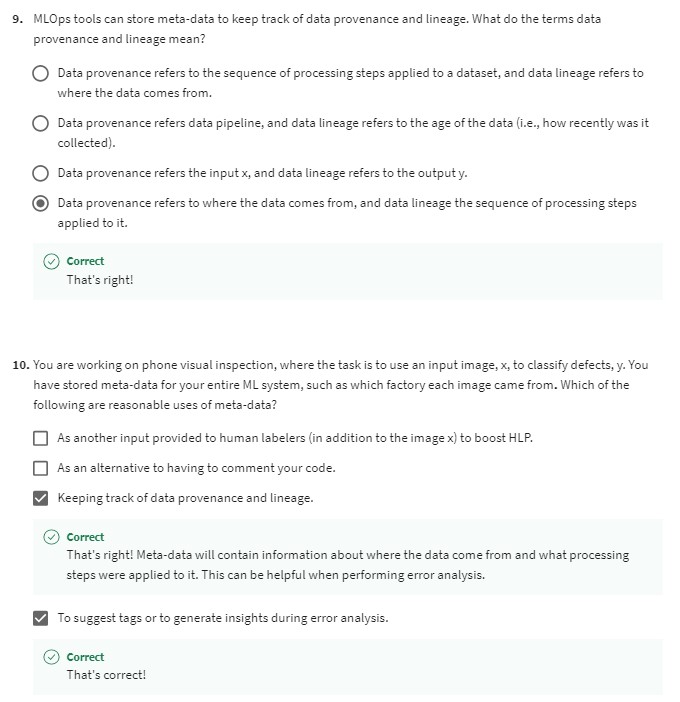 9. MLOps tools can store meta-data to keep track of data provenance and lineage. What do the terms data
provenance and lineage mean?
Data provenance refers to the sequence of processing steps applied to a dataset, and data lineage refers to
where the data comes from.
Data provenance refers data pipeline, and data lineage refers to the age of the data (i.e., how recently was it
collected).
Data provenance refers the input x, and data lineage refers to the output y.
Data provenance refers to where the data comes from, and data lineage the sequence of processing steps
applied to it.
Correct
That's right!
10. You are working on phone visual inspection, where the task is to use an input image, x, to classify defects, y. You
have stored meta-data for your entire ML system, such as which factory each image came from. Which of the
following are reasonable uses of meta-data?
As another input provided to human labelers (in addition to the image x) to boost HLP.
As an alternative to having to comment your code.
Keeping track of data provenance and lineage.
Correct
That's right! Meta-data will contain information about where the data come from and what processing
steps were applied to it. This can be helpful when performing error analysis.
To suggest tags or to generate insights during error analysis.
Correct
That's correct!